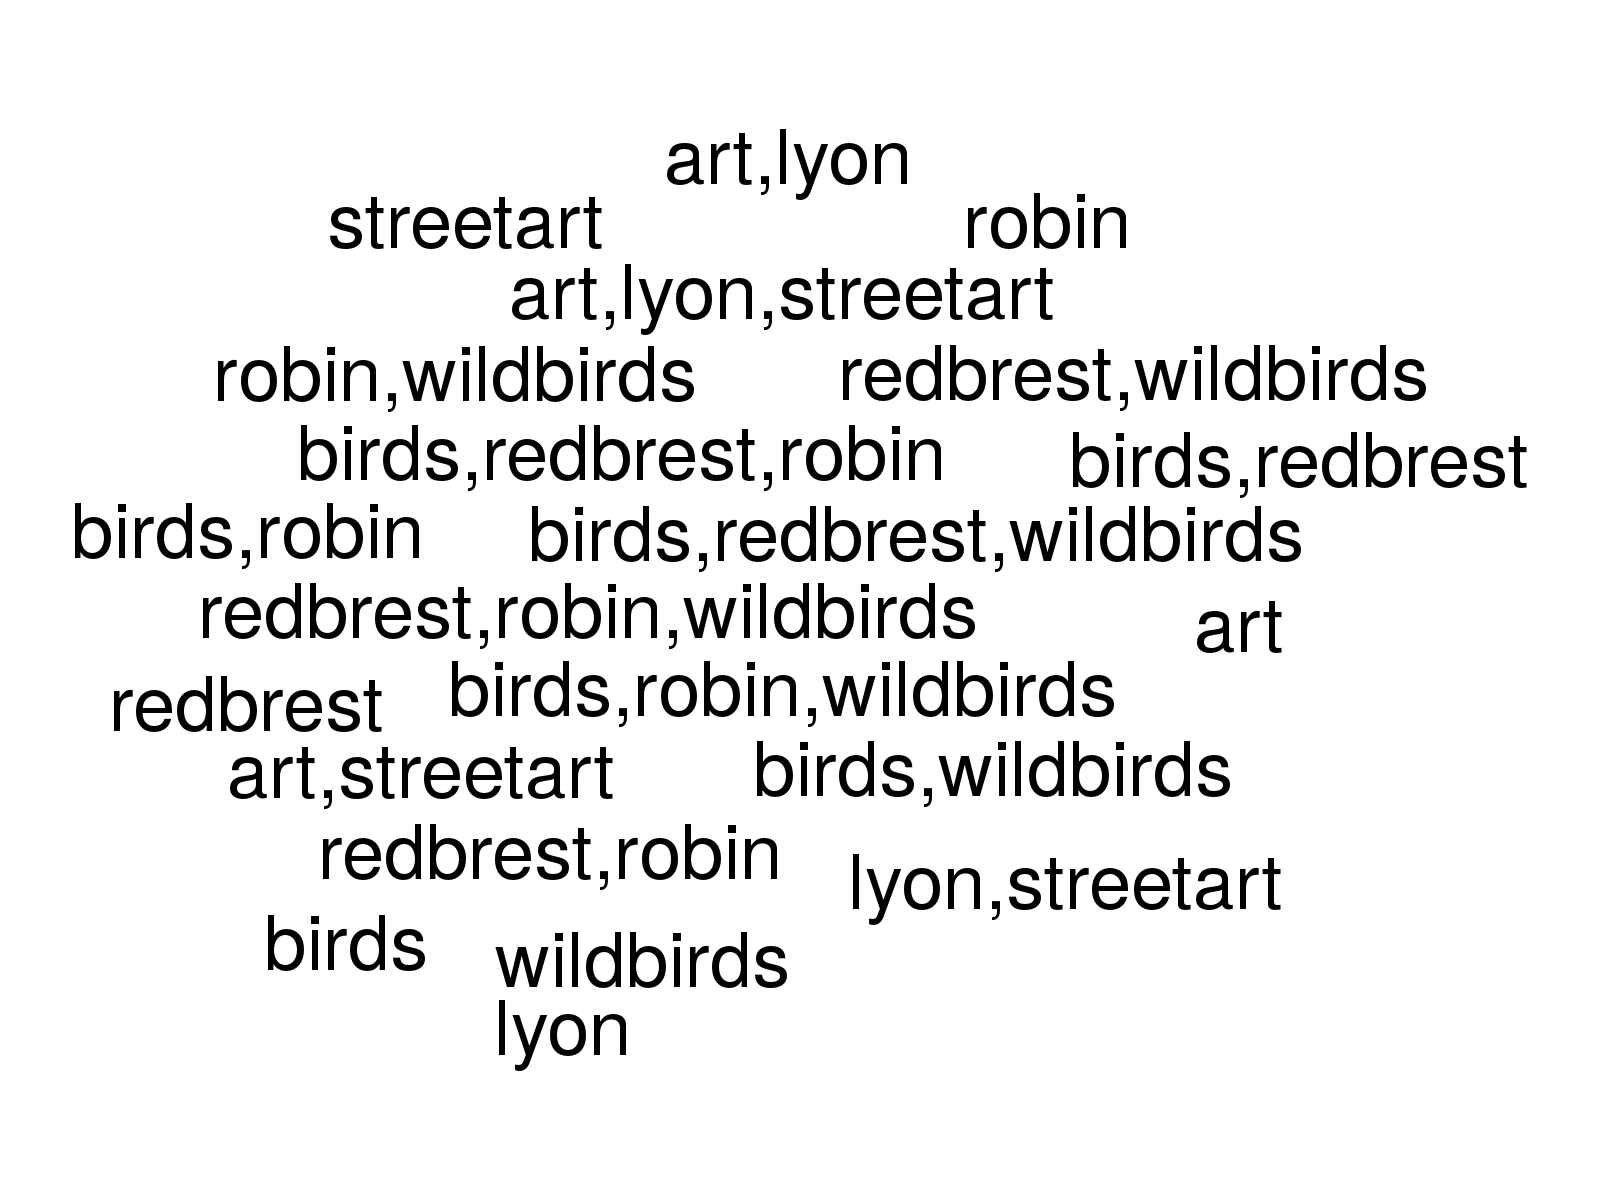 art,lyon
streetart
robin
art,lyon,streetart
robin,wildbirds
redbrest,wildbirds
birds,redbrest,robin
birds,redbrest
birds,robin
birds,redbrest,wildbirds
redbrest,robin,wildbirds
art
redbrest
birds,robin,wildbirds
art,streetart
birds,wildbirds
redbrest,robin
lyon,streetart
birds
wildbirds
lyon